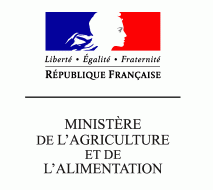 Liberté • Égalité • Fraternité
RÉPUBLIQUE FRANÇAISE
MINISTÈRE
DE L'AGRICULTURE
ET DE
L'ALIMENTATION